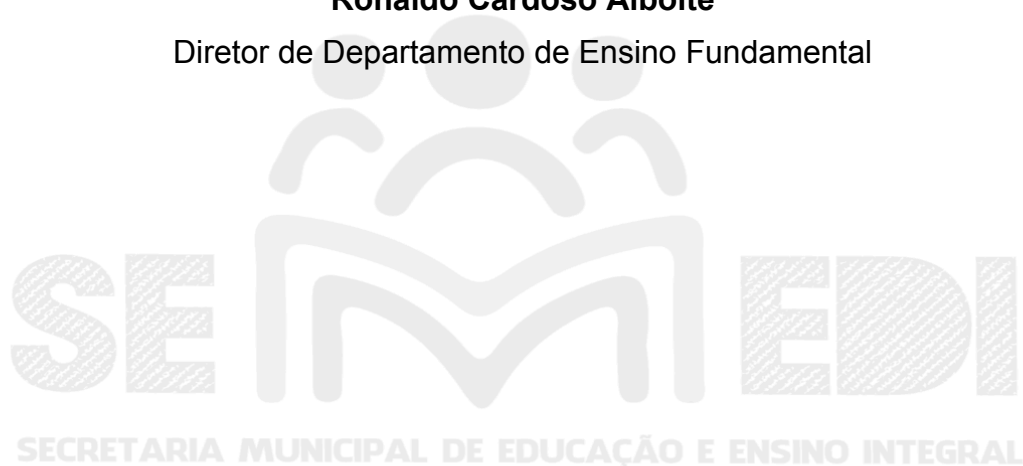 Ronaldo Cardoso Alboite
Diretor de Departamento de Ensino Fundamental
SEMEDI
SECRETARIA MUNICIPAL DE EDUCAÇÃO E ENSINO INTEGRAL